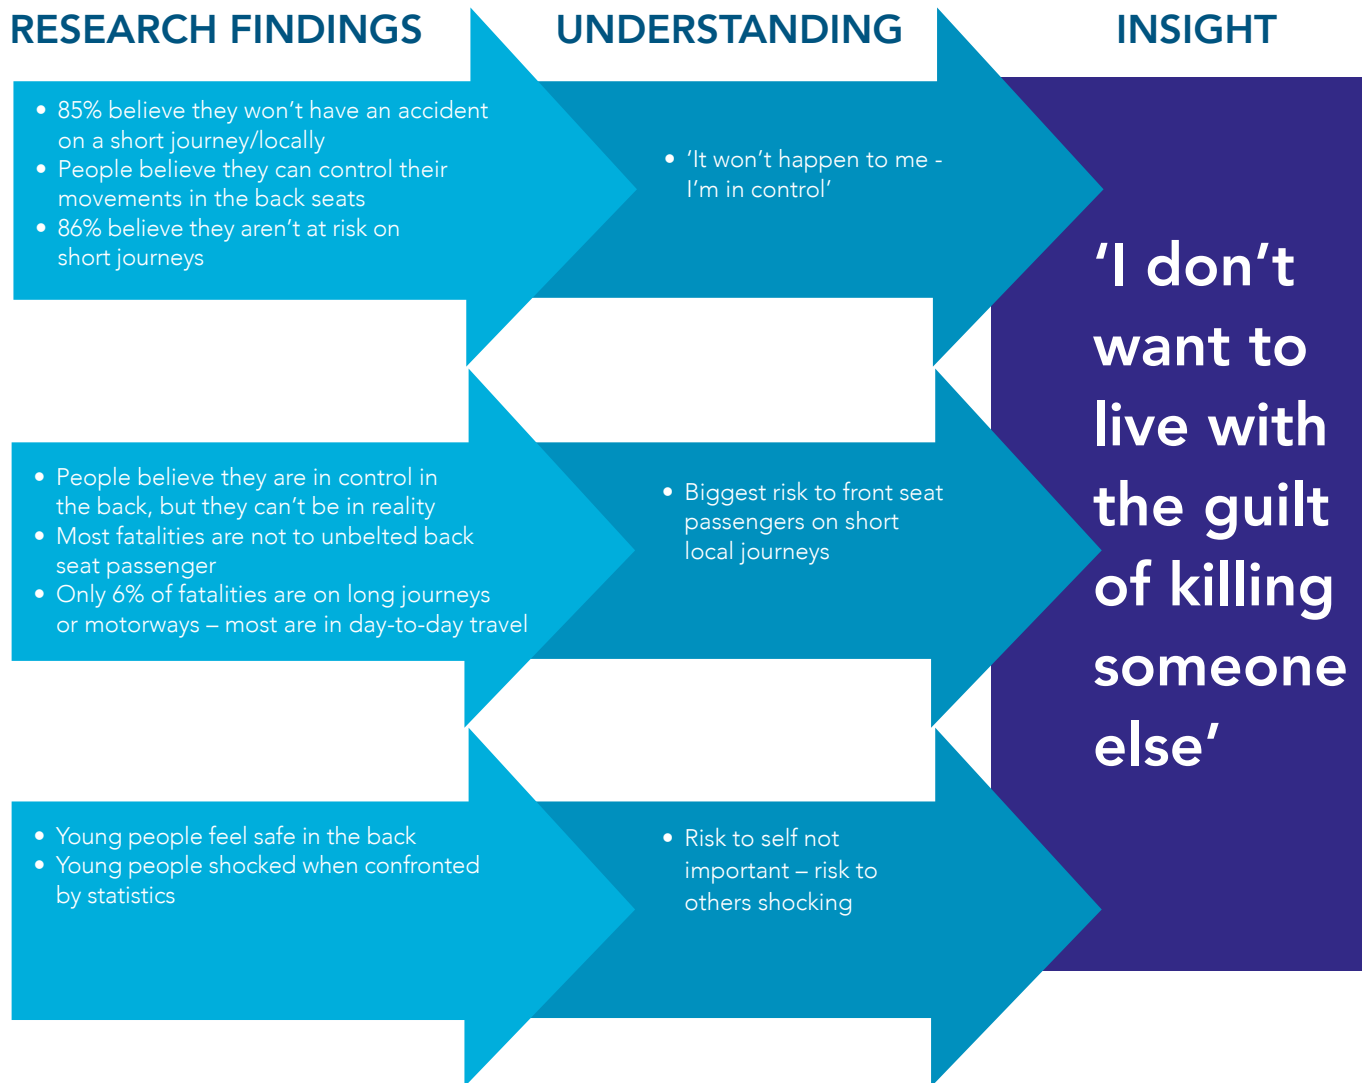 RESEARCH FINDINGS
UNDERSTANDING
INSIGHT
• 85% believe they won’t have an accident
on a short journey/locally
• People believe they can control their
movements in the back seats
• 86% believe they aren’t at risk on
short journeys
• ‘It won’t happen to me -
I’m in control’
• People believe they are in control in
the back, but they can’t be in reality
• Most fatalities are not to unbelted back
seat passenger
• Only 6% of fatalities are on long journeys
or motorways – most are in day-to-day travel
• Biggest risk to front seat
passengers on short
local journeys
• Young people feel safe in the back
• Young people shocked when confronted
by statistics
• Risk to self not
important – risk to
others shocking
‘I don’t
want to
live with
the guilt
of killing
someone
else’